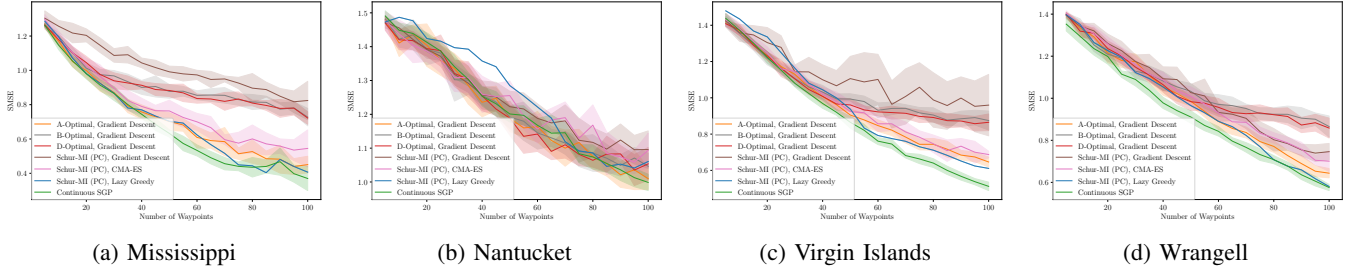 1.2
1.0
0.8
0.6
0.4
SMSE
20
40
60
80
100
Number of Waypoints
A-Optimal, Gradient Descent
B-Optimal, Gradient Descent
D-Optimal, Gradient Descent
Schur-MI (PC), Gradient Descent
Schur-MI (PC), CMA-ES
Schur-MI (PC), Lazy Greedy
Continuous SGP
(a) Mississippi
1.5
1.4
1.3
1.2
1.1
1.0
SMSE
20
40
60
80
100
Number of Waypoints
A-Optimal, Gradient Descent
B-Optimal, Gradient Descent
D-Optimal, Gradient Descent
Schur-MI (PC), Gradient Descent
Schur-MI (PC), CMA-ES
Schur-MI (PC), Lazy Greedy
Continuous SGP
(b) Nantucket
1.4
1.2
1.0
0.8
0.6
SMSE
20
40
60
80
100
Number of Waypoints
A-Optimal, Gradient Descent
B-Optimal, Gradient Descent
D-Optimal, Gradient Descent
Schur-MI (PC), Gradient Descent
Schur-MI (PC), CMA-ES
Schur-MI (PC), Lazy Greedy
Continuous SGP
(c) Virgin Islands
1.4
1.2
1.0
0.8
0.6
SMSE
20
40
60
80
100
Number of Waypoints
A-Optimal, Gradient Descent
B-Optimal, Gradient Descent
D-Optimal, Gradient Descent
Schur-MI (PC), Gradient Descent
Schur-MI (PC), CMA-ES
Schur-MI (PC), Lazy Greedy
Continuous SGP
(d) Wrangell